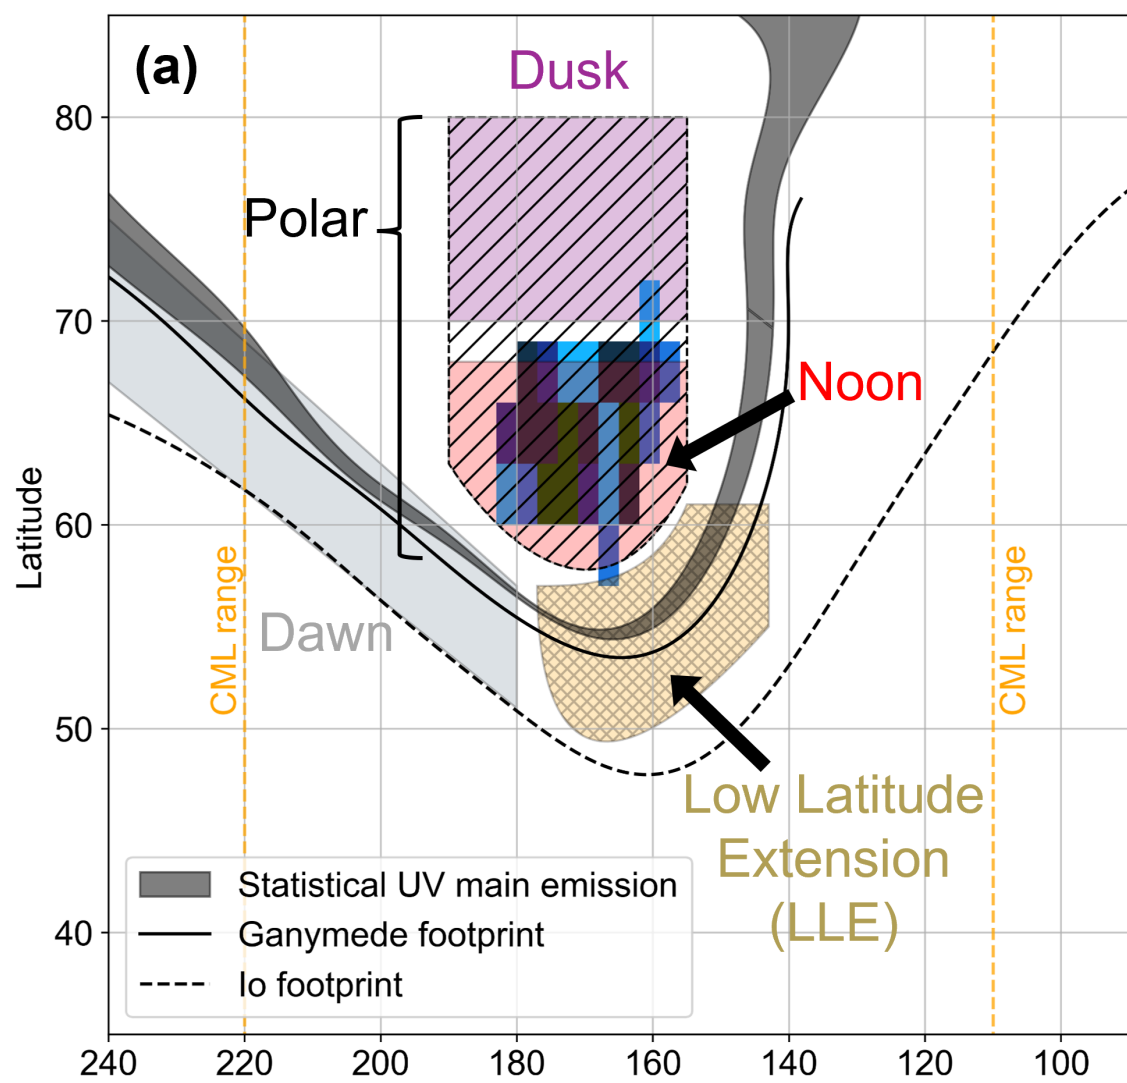 (a)
Dusk
80
Polar
70
Noon
Latitude
60
CML range
Dawn
CML range
50
Low Latitude
Extension
(LLE)
Statistical UV main emission
40
Ganymede footprint
Io footprint
240
220
200
180
160
140
120
100